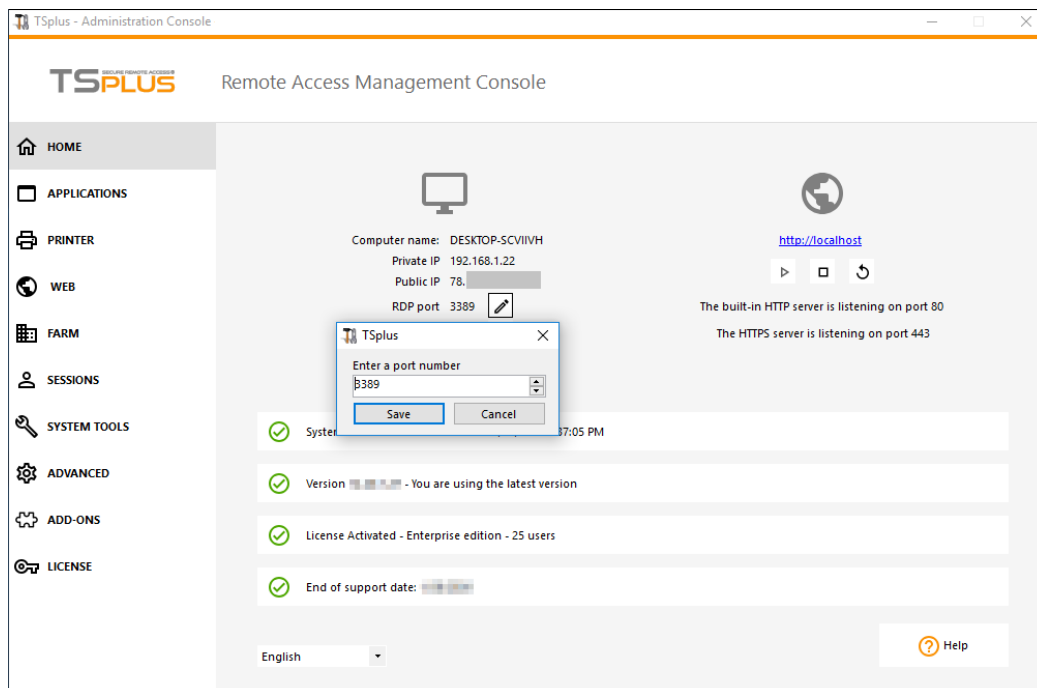 TSplus - Administration Console
TSPLUS
SECURE REMOTE ACCESS
Remote Access Management Console
HOME
APPLICATIONS
PRINTER
WEB
FARM
SESSIONS
SYSTEM TOOLS
ADVANCED
ADD-ONS
LICENSE
Computer name: DESKTOP-SCVIIVH
Private IP 192.168.1.22
Public IP 78.
RDP port 3389
http://localhost
The built-in HTTP server is listening on port 80
The HTTPS server is listening on port 443
TSplus
Enter a port number
3389
Save Cancel
37:05 PM
Version - You are using the latest version
License Activated - Enterprise edition - 25 users
End of support date:
English
Help